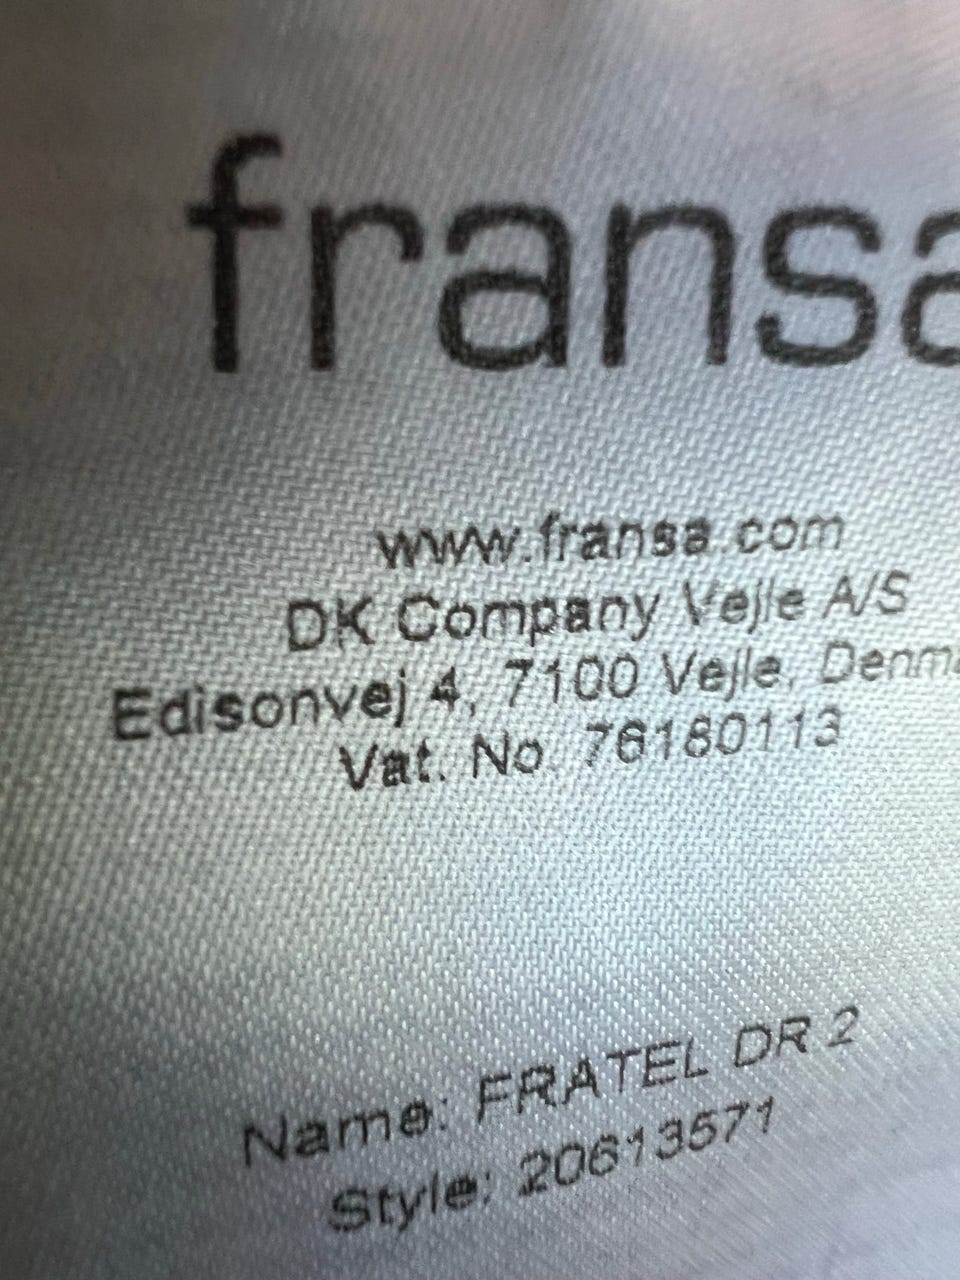 fransa
www.fransa.com
DK Company Vejle A/S
Edisonvej 4, 7100 Vejle, Denma
Vat. No. 76180113
Name: FRATEL DR 2
Style: 20613571